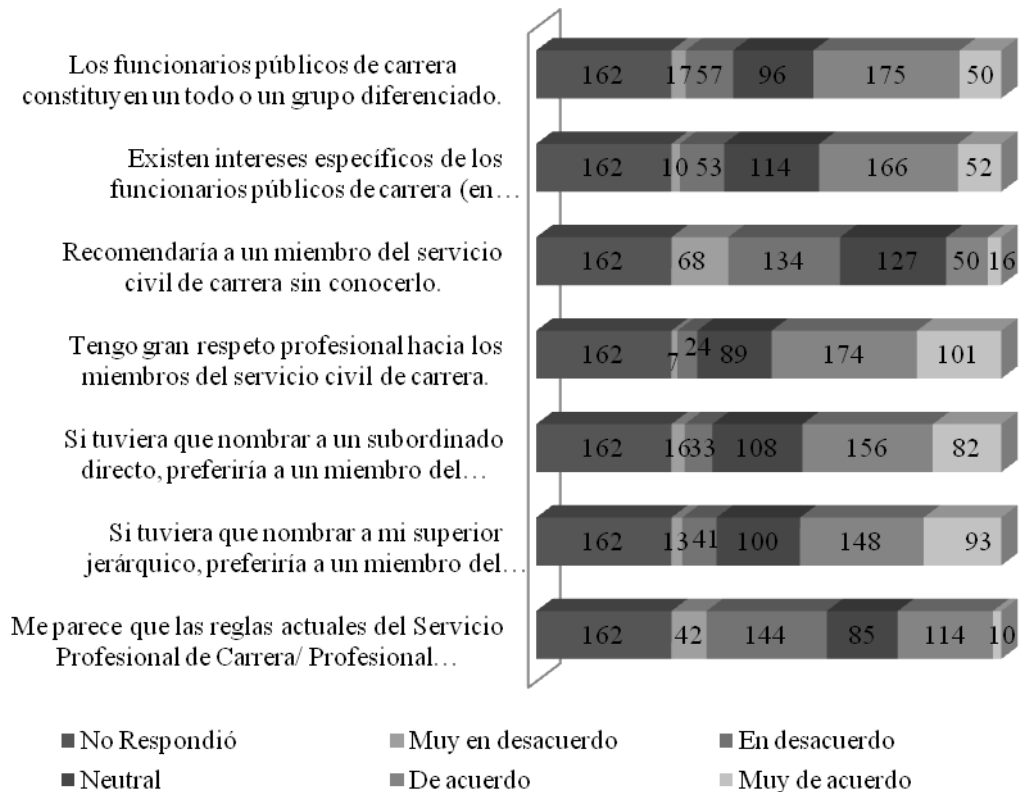 Los funcionarios públicos de carrera
constituyen un todo o un grupo diferenciado.
162 17 57 96 175 50
Existen intereses específicos de los
funcionarios públicos de carrera (en…
162 10 53 114 166 52
Recomendaría a un miembro del servicio
civil de carrera sin conocerlo.
162 68 134 127 50 16
Tengo gran respeto profesional hacia los
miembros del servicio civil de carrera.
162 7 24 89 174 101
Si tuviera que nombrar a un subordinado
directo, preferiría a un miembro del…
162 16 33 108 156 82
Si tuviera que nombrar a mi superior
jerárquico, preferiría a un miembro del…
162 13 41 100 148 93
Me parece que las reglas actuales del Servicio
Profesional de Carrera/ Profesional…
162 42 144 85 114 10
No Respondió Muy en desacuerdo En desacuerdo
Neutral De acuerdo Muy de acuerdo